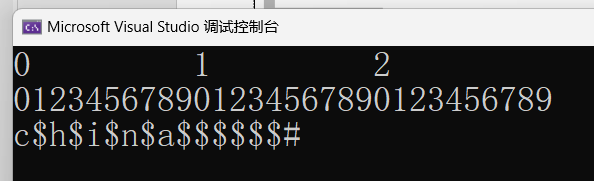 Microsoft Visual Studio 调试控制台
0         1         2
012345678901234567890123456789
c$h$i$n$a$$$$$$#